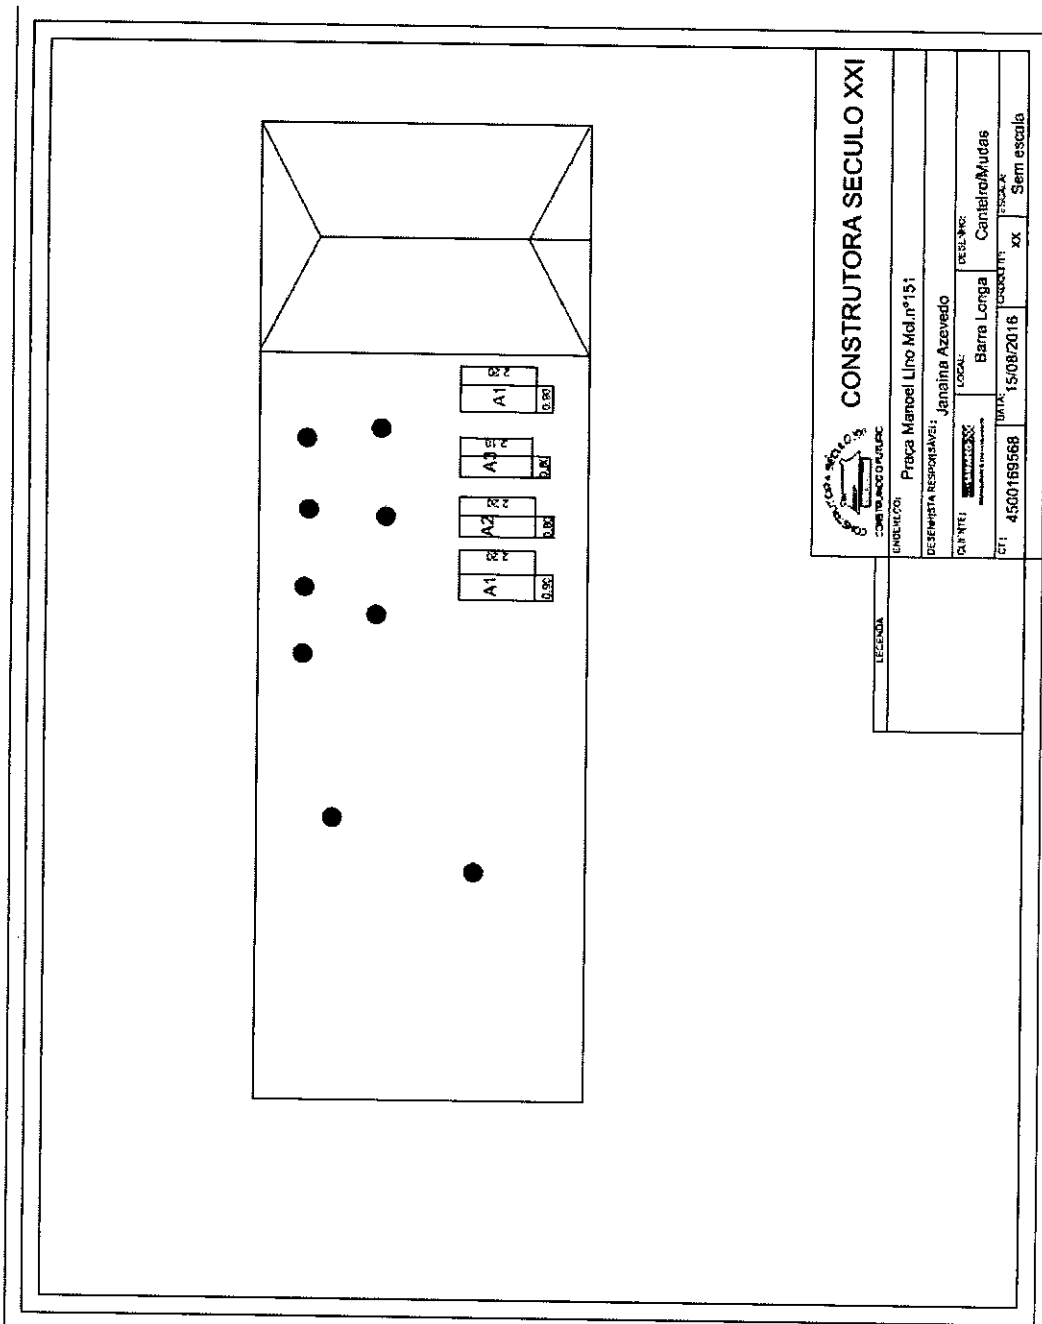 CONSTRUTORA SECULO XXI
CONSTRUINDO O FUTURO
ENDEREÇO:
Praça Manoel Lino Mol.nº151
DESENHISTA RESPONSÁVEL:
Janaina Azevedo
CLIENTE:
LOCAL:
Barra Longa
DESENHO:
Canteiro/Mudas
CT:
4500169568
DATA:
15/08/2016
XX
ESCALA:
Sem escala
LEGENDA
A1
0.90
A2
0.80
A3
0.80
A1
0.90